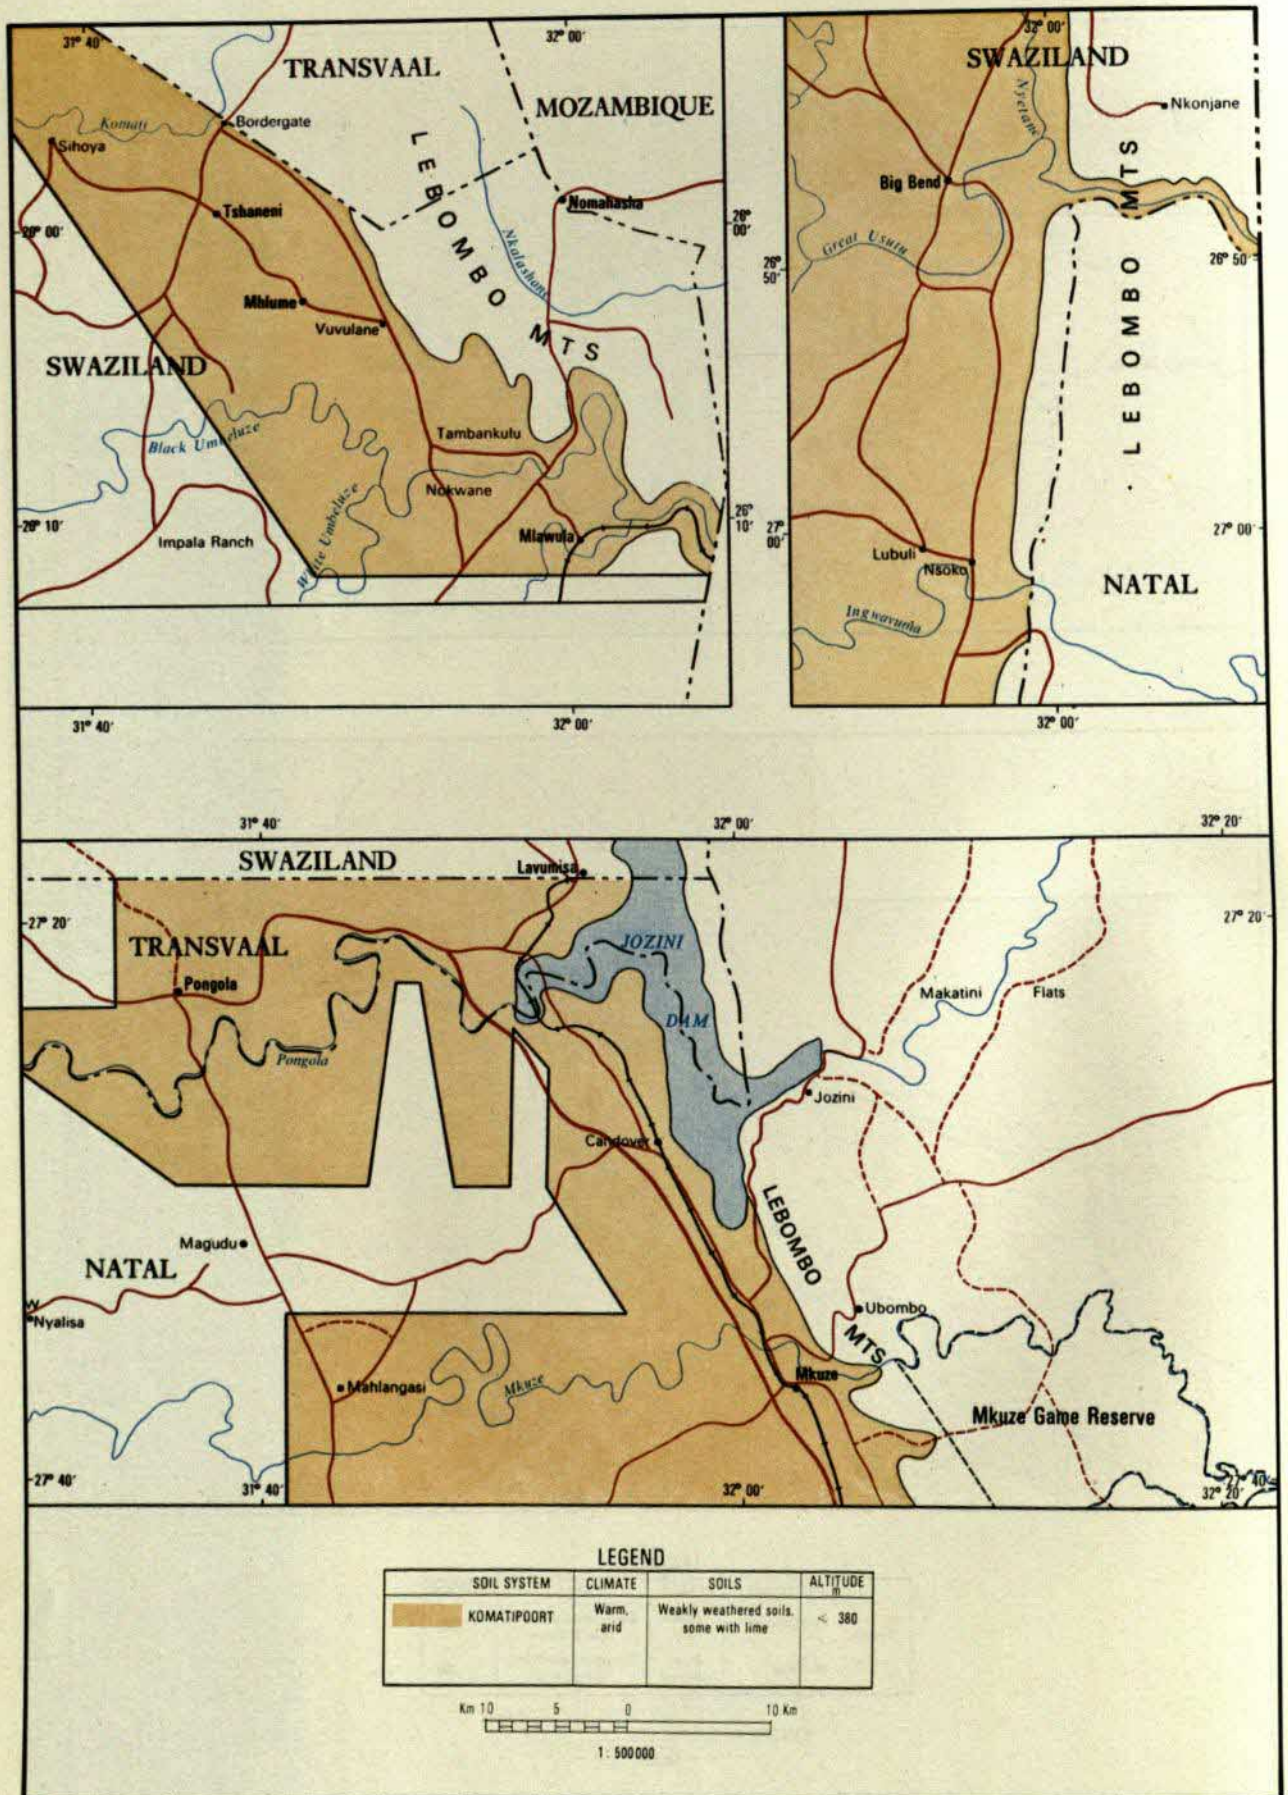 31° 40′
32° 00′
TRANSVAAL
MOZAMBIQUE
Komati
Bordergate
Sihoya
LEBOMBO MTS
Nomahasha
Tshaneni
26° 00′
26° 00′
Nkalashane
Mhlume
Vuvulane
SWAZILAND
Black Umbeluze
Tambankulu
Nokwane
White Umbeluze
26° 10′
26° 10′
Impala Ranch
Mlawula
31° 40′
32° 00′
32° 00′
SWAZILAND
Nyetane
Nkonjane
Big Bend
LEBOMBO MTS
Great Usutu
26° 50′
26° 50′
LEBOMBO
27° 00′
27° 00′
Lubuli
Nsoko
NATAL
Ingwavuma
32° 00′
31° 40′
32° 00′
32° 20′
SWAZILAND
Lavumisa
27° 20′
27° 20′
TRANSVAAL
JOZINI
Pongola
Makatini
Flats
DAM
Pongola
Jozini
Candover
LEBOMBO
Magudu
NATAL
Ubombo
Nyalisa
MTS
Mahlangasi
Mkuze
Mkuze
Mkuze Game Reserve
27° 40′
27° 40′
31° 40′
32° 00′
32° 20′
LEGEND
SOIL SYSTEM CLIMATE SOILS ALTITUDE
m
KOMATIPOORT Warm, arid Weakly weathered soils, some with lime < 380
Km 10 5 0 10 Km
1 : 500 000